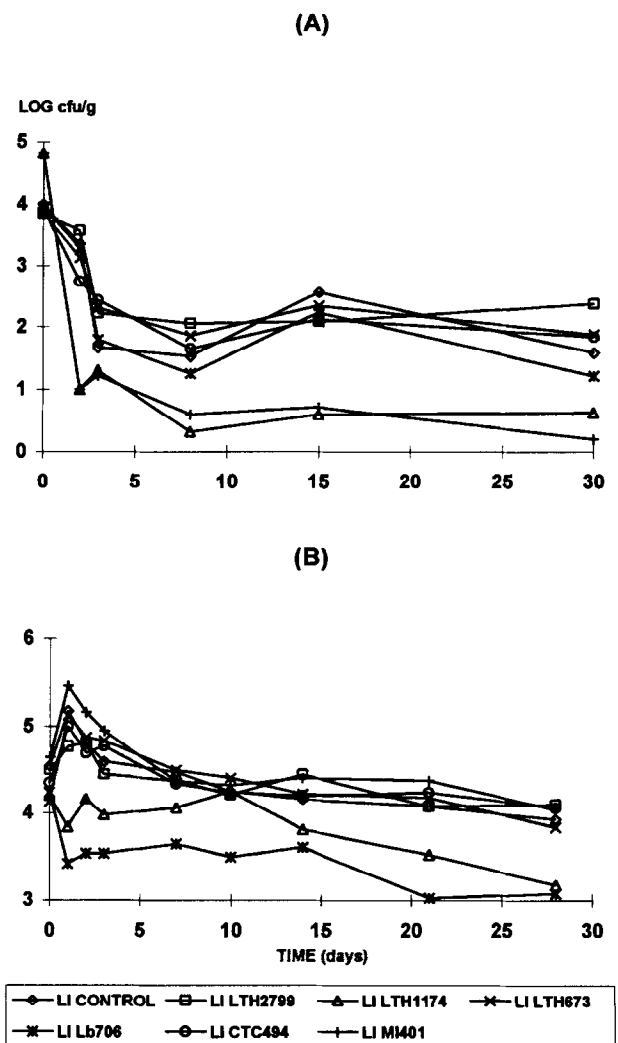 (A)
LOG cfu/g
5
4
3
2
1
0
0 5 10 15 20 25 30
(B)
6
5
4
3
0 5 10 15 20 25 30
TIME (days)
LI CONTROL LI LTH2799 LI LTH1174 LI LTH673
LI Lb706 LI CTC494 LI MI401